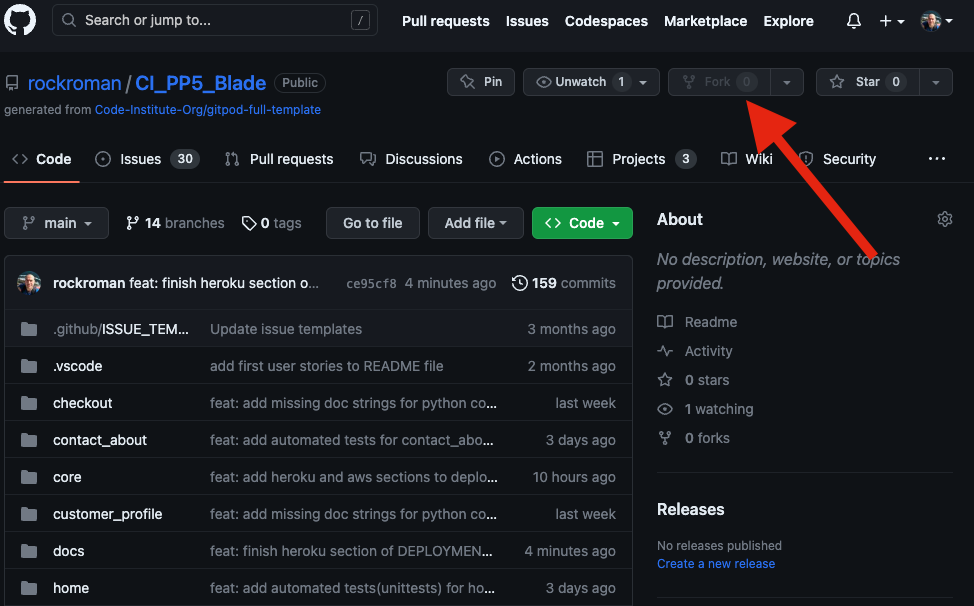 Search or jump to... /
Pull requests Issues Codespaces Marketplace Explore
rockroman / CI_PP5_Blade Public
Pin Unwatch 1 Fork 0 Star 0
generated from Code-Institute-Org/gitpod-full-template
Code Issues 30 Pull requests Discussions Actions Projects 3 Wiki Security ...
main 14 branches 0 tags Go to file Add file Code
About
No description, website, or topics
provided.
rockroman feat: finish heroku section o... ce95cf8 4 minutes ago 159 commits
.github/ISSUE_TEM... Update issue templates 3 months ago
.vscode add first user stories to README file 2 months ago
checkout feat: add missing doc strings for python co... last week
contact_about feat: add automated tests for contact_abo... 3 days ago
core feat: add heroku and aws sections to deplo... 10 hours ago
customer_profile feat: add missing doc strings for python co... last week
docs feat: finish heroku section of DEPLOYMEN... 4 minutes ago
home feat: add automated tests(unittests) for ho... 3 days ago
Readme
Activity
0 stars
1 watching
0 forks
Releases
No releases published
Create a new release